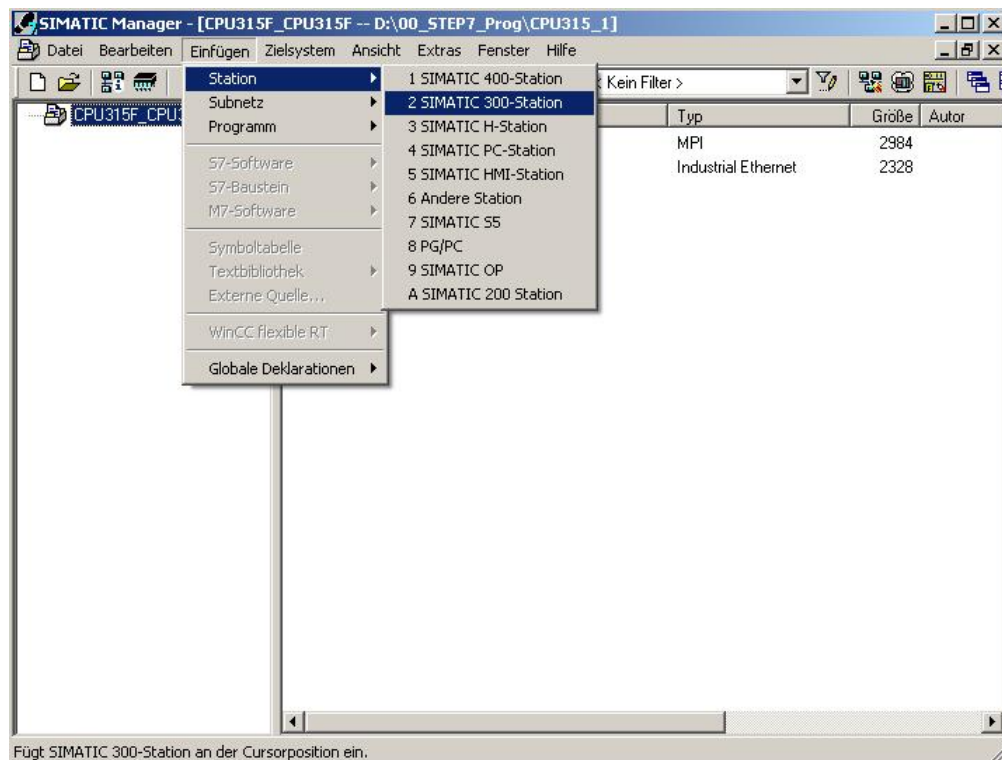 SIMATIC Manager - [CPU315F_CPU315F -- D:\00_STEP7_Prog\CPU315_1]
Datei Bearbeiten Einfügen Zielsystem Ansicht Extras Fenster Hilfe
< Kein Filter >
CPU315F_CPU
Station
Subnetz
Programm
S7-Software
S7-Baustein
M7-Software
Symboltabelle
Textbibliothek
Externe Quelle...
WinCC flexible RT
Globale Deklarationen
1 SIMATIC 400-Station
2 SIMATIC 300-Station
3 SIMATIC H-Station
4 SIMATIC PC-Station
5 SIMATIC HMI-Station
6 Andere Station
7 SIMATIC S5
8 PG/PC
9 SIMATIC OP
A SIMATIC 200 Station
Typ Größe Autor
MPI 2984
Industrial Ethernet 2328
Fügt SIMATIC 300-Station an der Cursorposition ein.